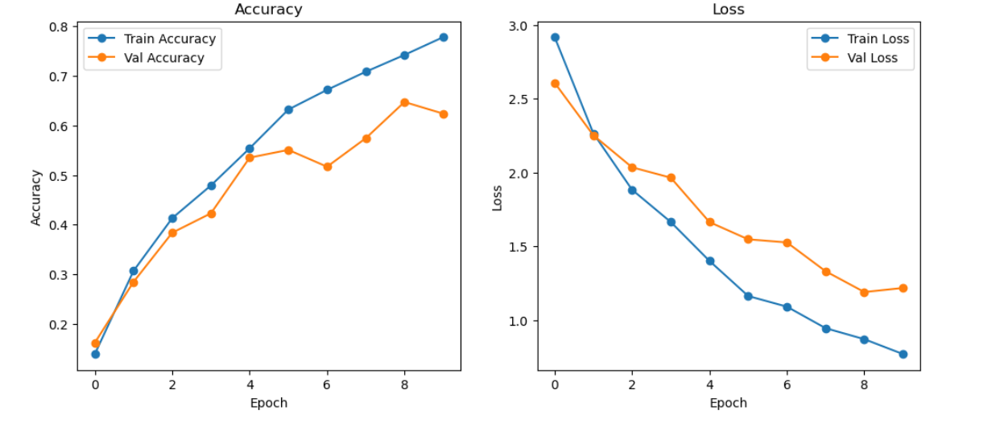 Accuracy
0.8
0.7
0.6
0.5
0.4
0.3
0.2
Accuracy
Train Accuracy
Val Accuracy
0 2 4 6 8
Epoch
Loss
3.0
2.5
2.0
1.5
1.0
Loss
Train Loss
Val Loss
0 2 4 6 8
Epoch